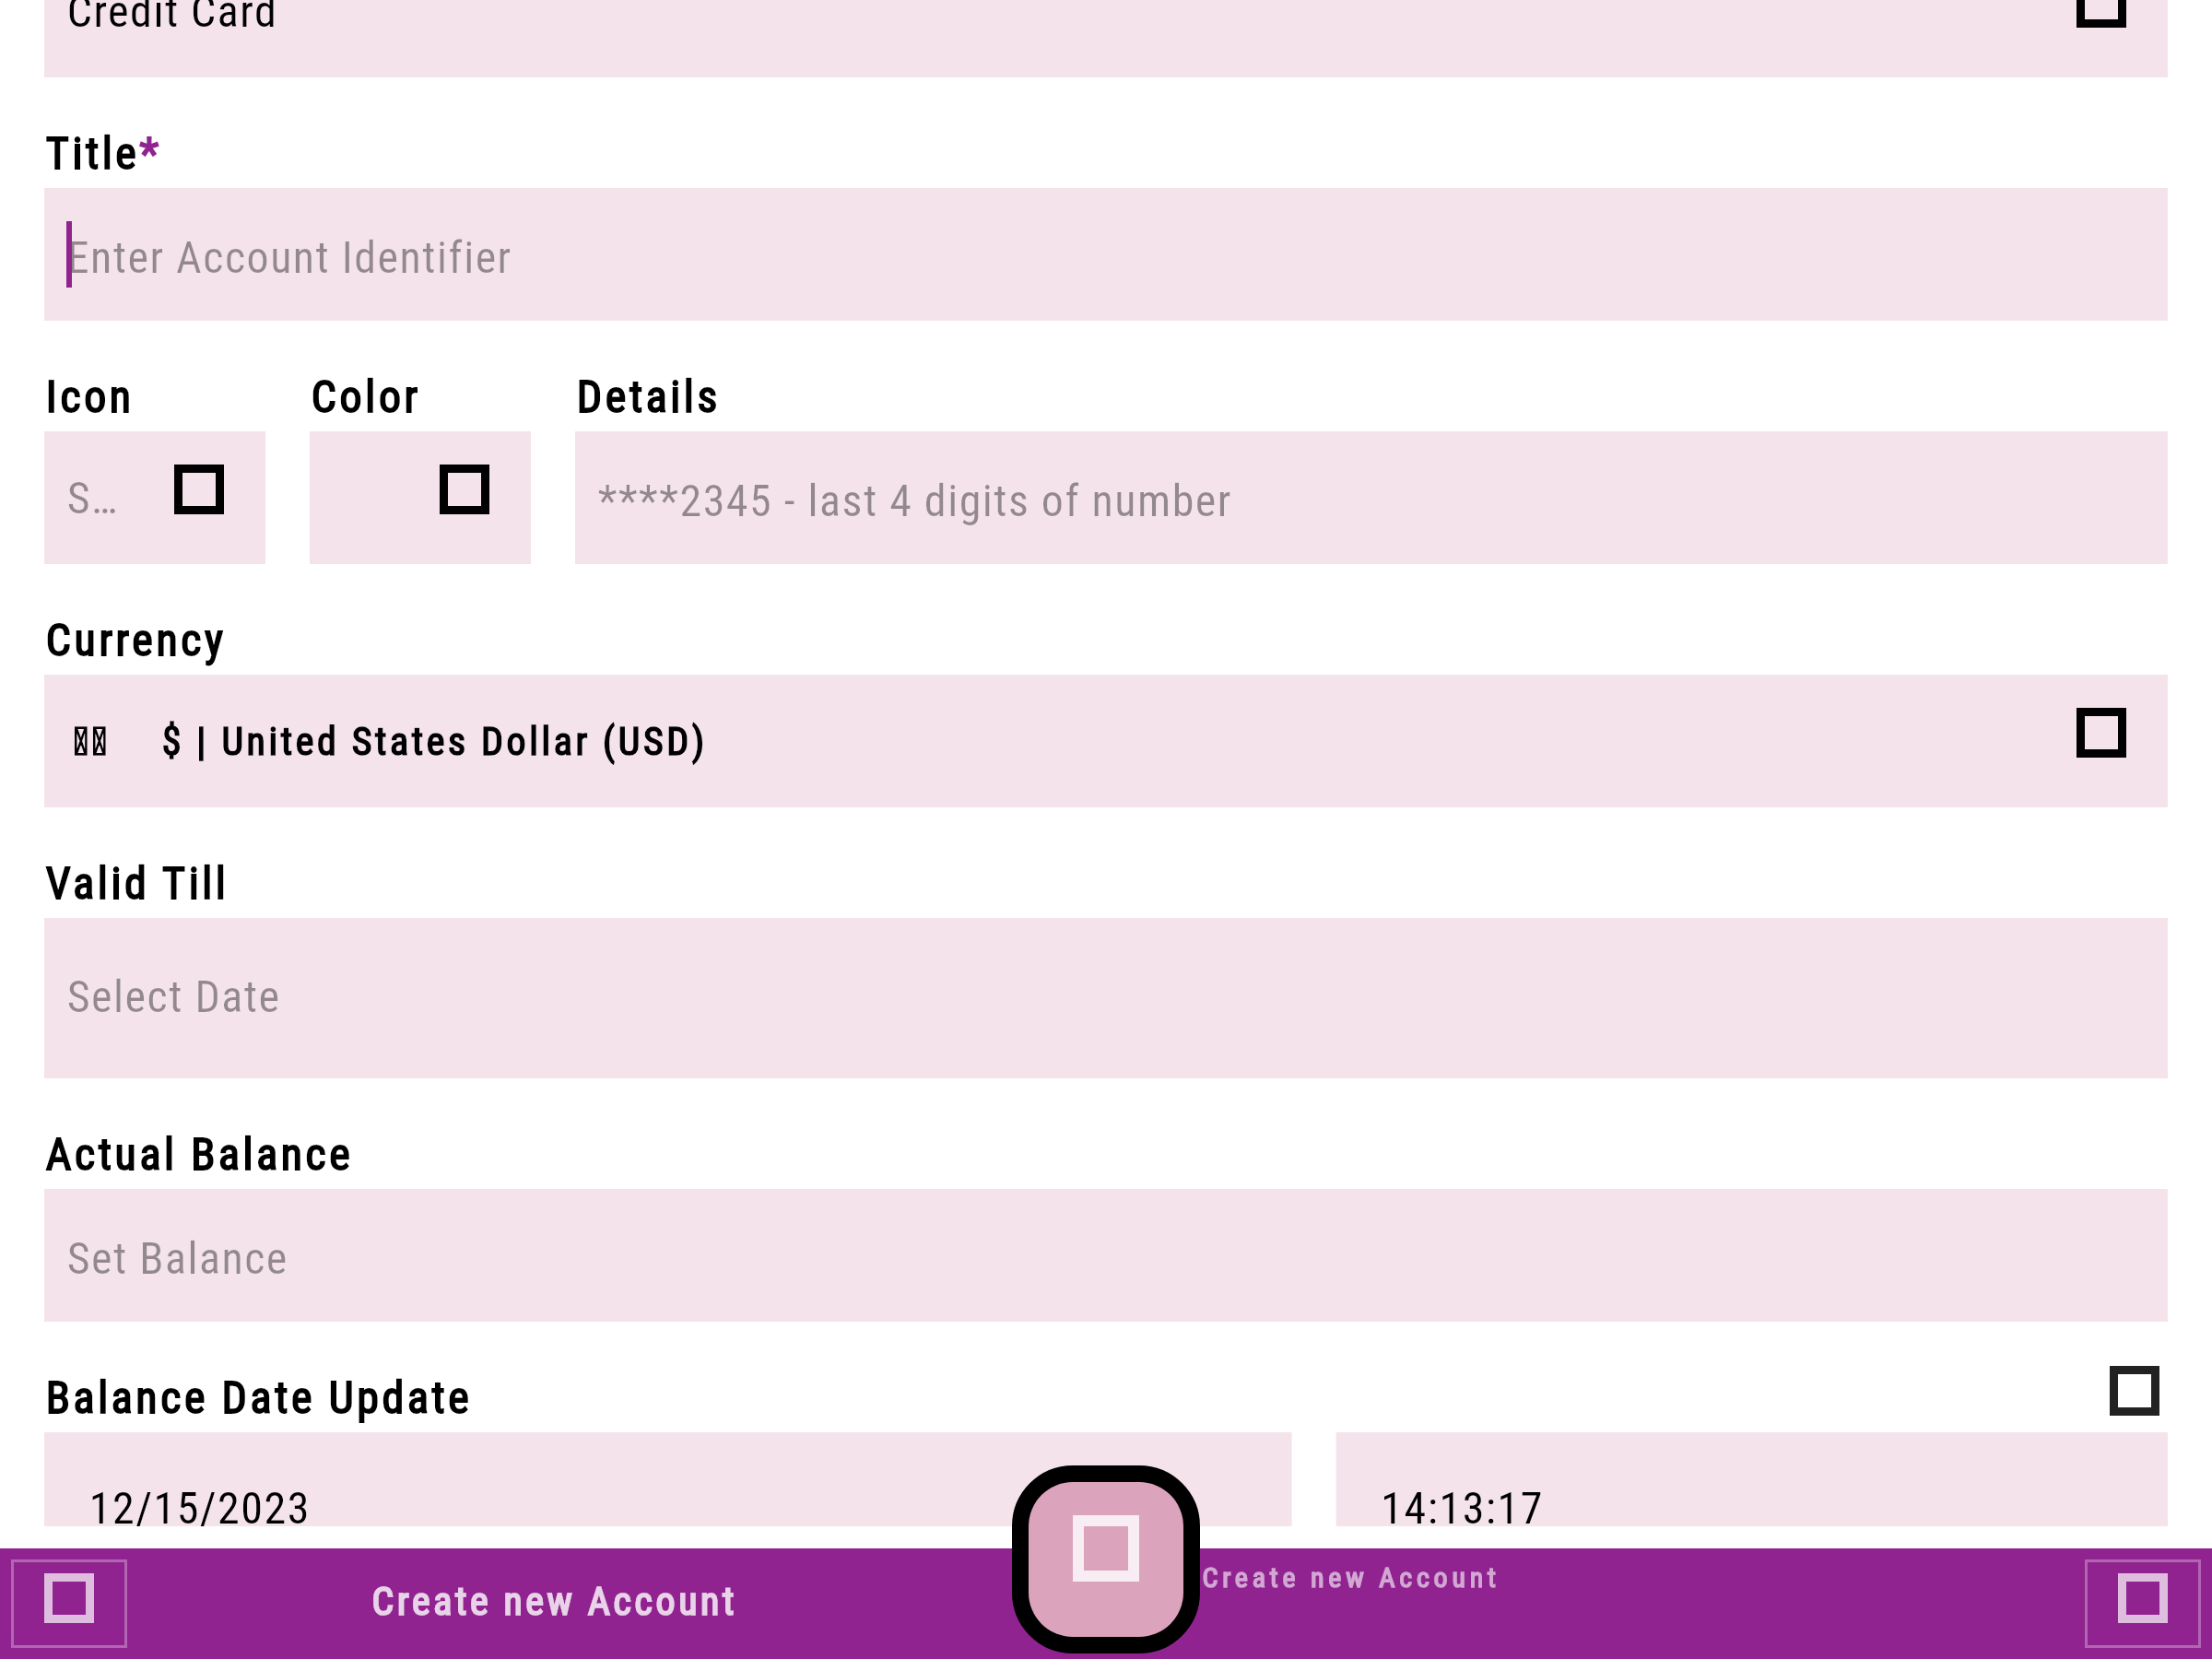 Credit Card
Title*
Enter Account Identifier
Icon Color Details
S… ****2345 - last 4 digits of number
Currency
$ | United States Dollar (USD)
Valid Till
Select Date
Actual Balance
Set Balance
Balance Date Update
12/15/2023 14:13:17
Create new Account Create new Account